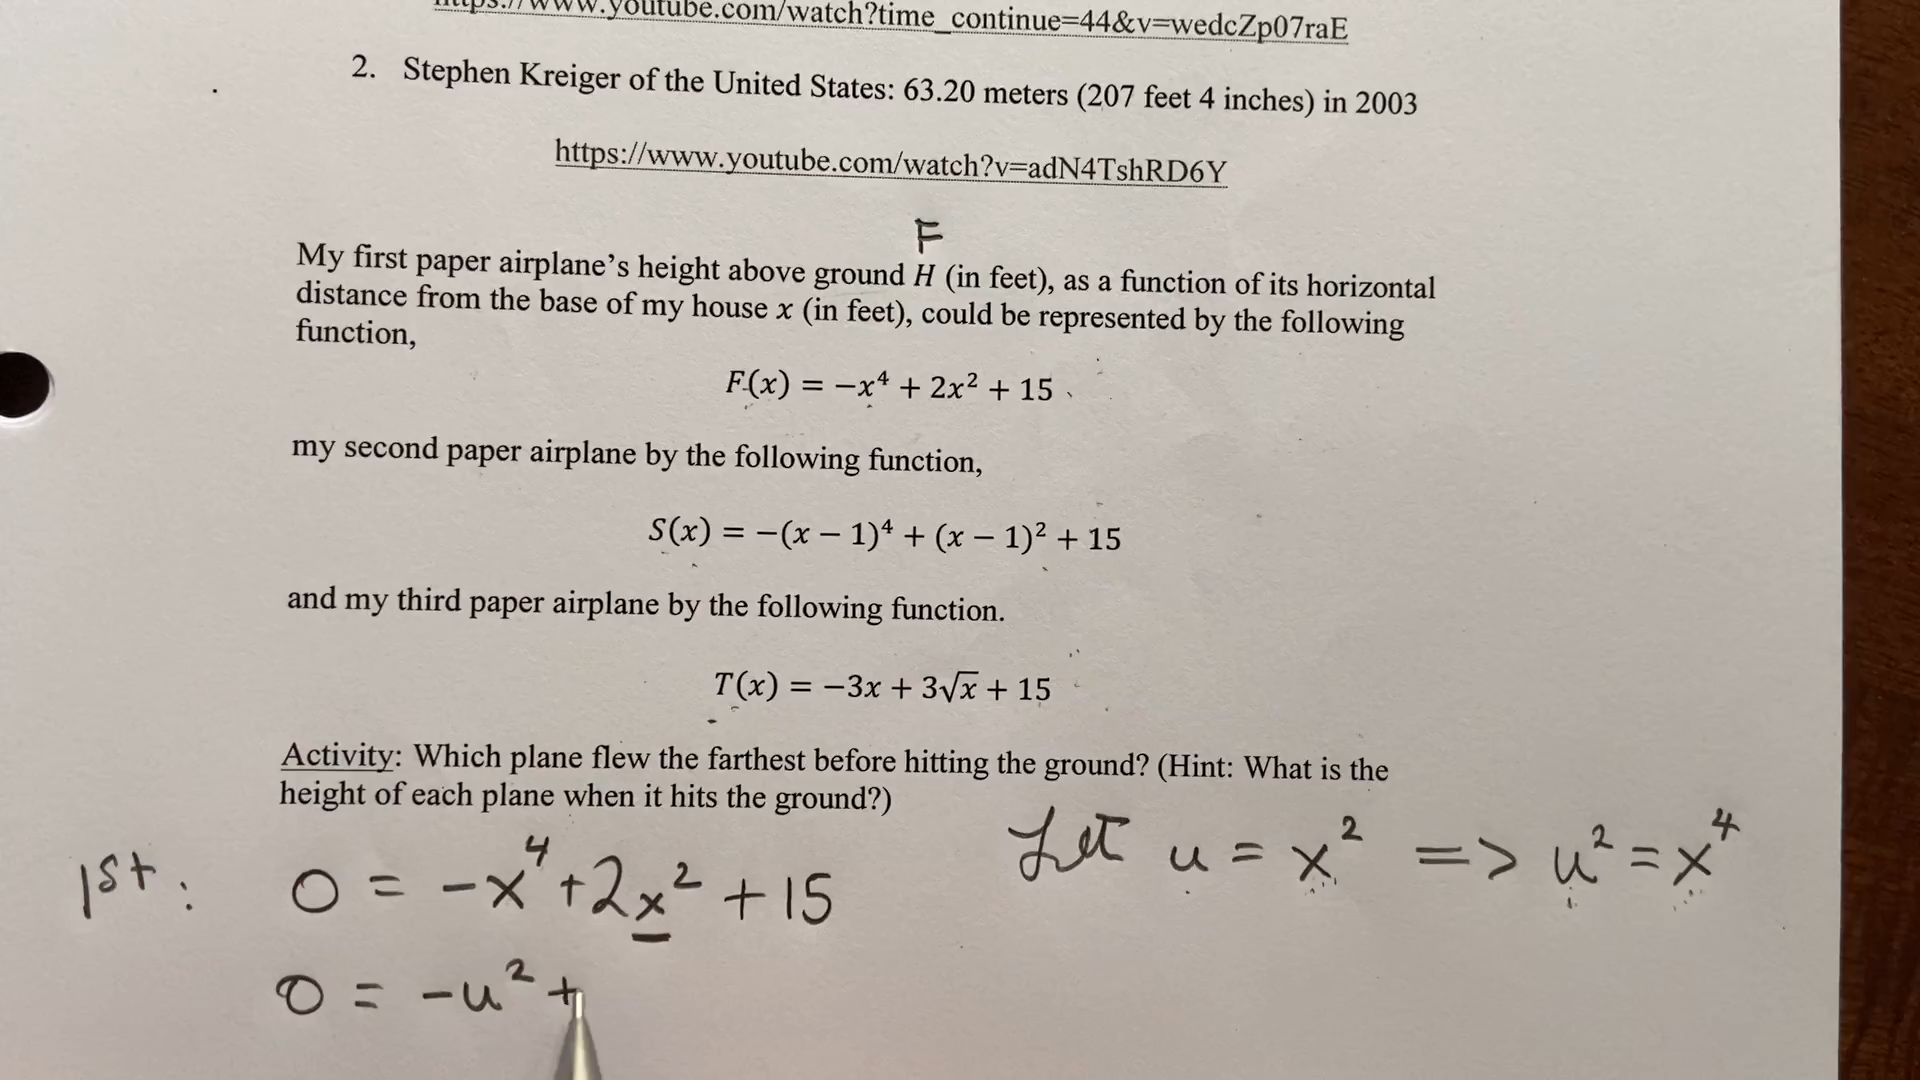 https://www.youtube.com/watch?time_continue=44&v=wedcZp07raE
2. Stephen Kreiger of the United States: 63.20 meters (207 feet 4 inches) in 2003
https://www.youtube.com/watch?v=adN4TshRD6Y
F
My first paper airplane’s height above ground H (in feet), as a function of its horizontal
distance from the base of my house x (in feet), could be represented by the following
function,
F(x) = −x⁴ + 2x² + 15
my second paper airplane by the following function,
S(x) = −(x − 1)⁴ + (x − 1)² + 15
and my third paper airplane by the following function.
T(x) = −3x + 3√x + 15
Activity: Which plane flew the farthest before hitting the ground? (Hint: What is the
height of each plane when it hits the ground?)
Let u = x² => u² = x⁴
1st: 0 = -x⁴ + 2x² + 15
0 = -u² +